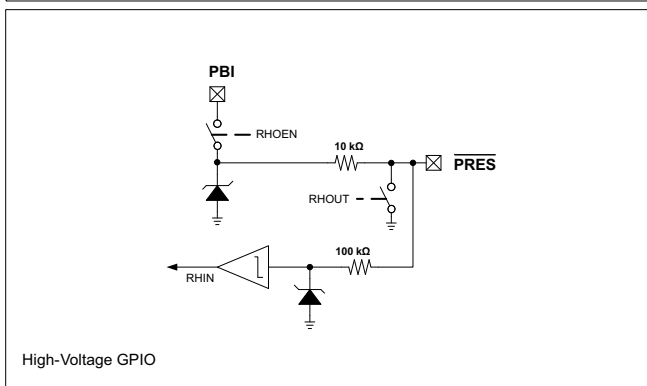 PBI
RHOEN
10 kΩ
PRES
RHOUT
100 kΩ
RHIN
High-Voltage GPIO